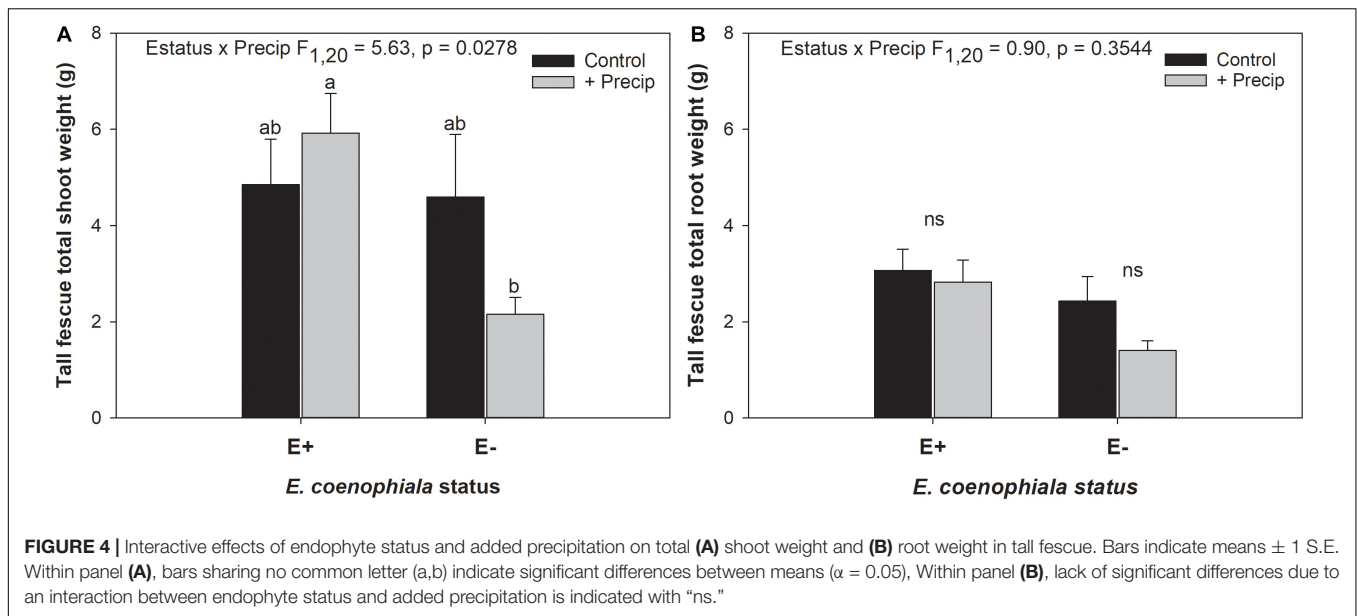 A
Estatus x Precip F1,20 = 5.63, p = 0.0278
Control
+ Precip
Tall fescue total shoot weight (g)
8
6
4
2
0
ab
a
ab
b
E+
E-
E. coenophiala status
B
Estatus x Precip F1,20 = 0.90, p = 0.3544
Control
+ Precip
Tall fescue total root weight (g)
8
6
4
2
0
ns
ns
E+
E-
E. coenophiala status
FIGURE 4 | Interactive effects of endophyte status and added precipitation on total (A) shoot weight and (B) root weight in tall fescue. Bars indicate means ± 1 S.E.
Within panel (A), bars sharing no common letter (a,b) indicate significant differences between means (α = 0.05), Within panel (B), lack of significant differences due to
an interaction between endophyte status and added precipitation is indicated with “ns.”